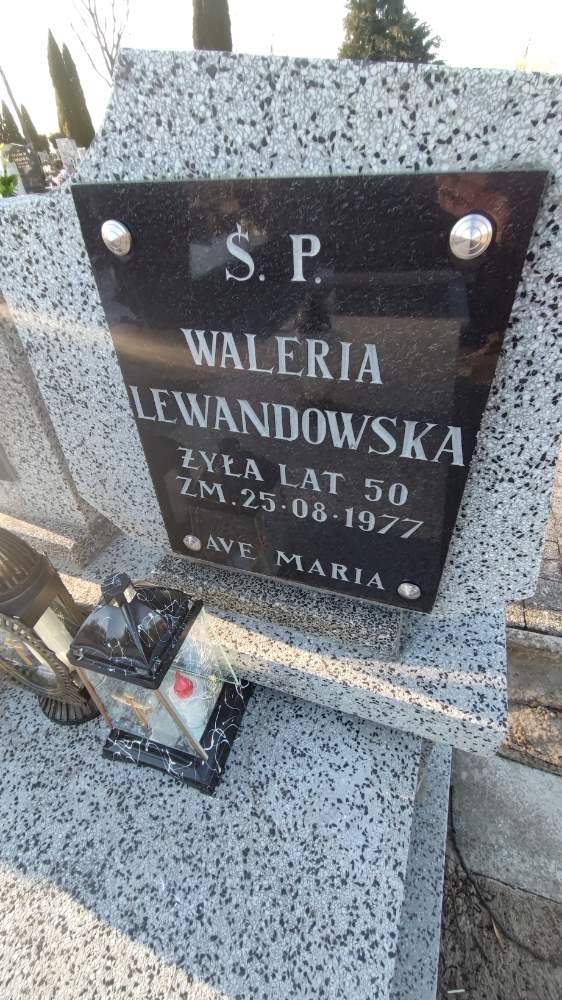 Ś. P.
WALERIA
LEWANDOWSKA
ŻYŁA LAT 50
ZM. 25·08·1977
AVE MARIA